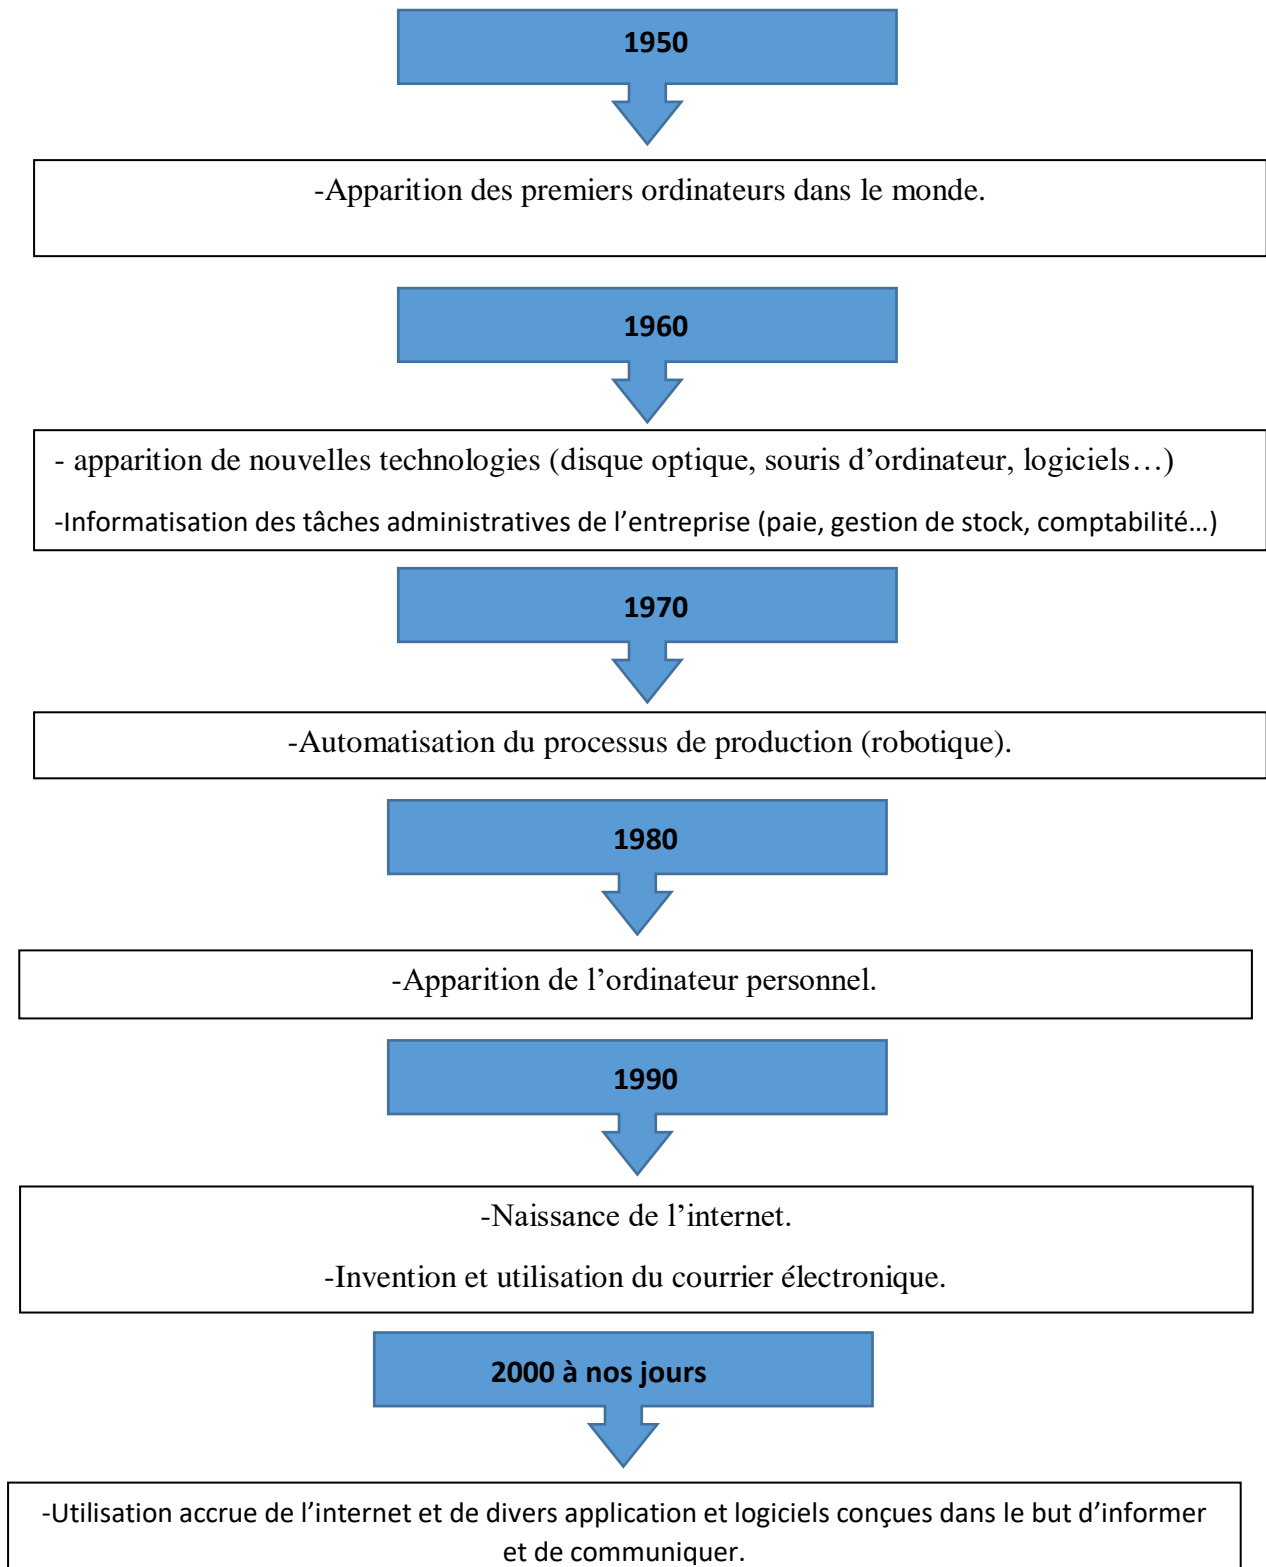 1950
-Apparition des premiers ordinateurs dans le monde.
1960
- apparition de nouvelles technologies (disque optique, souris d’ordinateur, logiciels…)
-Informatisation des tâches administratives de l’entreprise (paie, gestion de stock, comptabilité…)
1970
-Automatisation du processus de production (robotique).
1980
-Apparition de l’ordinateur personnel.
1990
-Naissance de l’internet.
-Invention et utilisation du courrier électronique.
2000 à nos jours
-Utilisation accrue de l’internet et de divers application et logiciels conçues dans le but d’informer
et de communiquer.